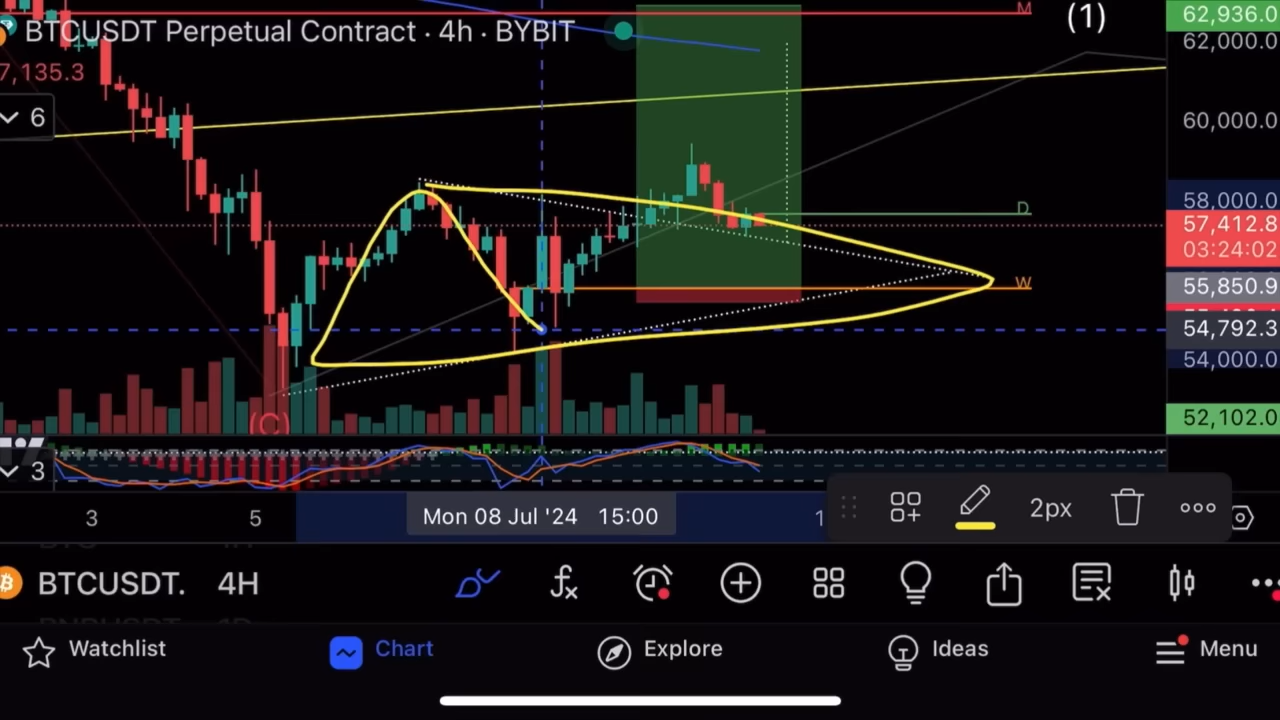 M
(1)
62,936.0
BTCUSDT Perpetual Contract · 4h · BYBIT
62,000.0
7,135.3
6
60,000.0
58,000.0
D
57,412.8
03:24:02
W
55,850.9
54,792.3
54,000.0
(C)
52,102.0
3
3
5
Mon 08 Jul '24 15:00
1
2px
BTCUSDT. 4H
Watchlist
Chart
Explore
Ideas
Menu